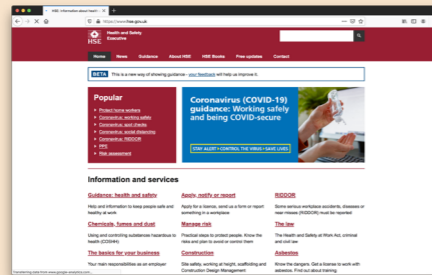 HSE: Information about health
https://www.hse.gov.uk
HSE
Health and Safety
Executive
Home News Guidance About HSE HSE Books Free updates Contact
BETA This is a new way of showing guidance - your feedback will help us improve it.
Popular
Protect home workers
Coronavirus: working safely
Coronavirus: spot checks
Coronavirus: social distancing
Coronavirus: RIDDOR
PPE
Risk assessment
Coronavirus (COVID-19)
guidance: Working safely
and being COVID-secure
STAY ALERT > CONTROL THE VIRUS > SAVE LIVES
Information and services
Guidance: health and safety Apply, notify or report RIDDOR
Help and information to keep people safe and Apply for a license, send us a form or report Some serious workplace accidents, diseases or
healthy at work something in a workplace near-misses (RIDDOR) must be reported
Chemicals, fumes and dust Manage risk The law
Using and controlling substances hazardous to Practical steps to protect people. Know the The Health and Safety at Work Act, criminal
health (COSHH) risks and plan to avoid or control them and civil law
The basics for your business Construction Asbestos
Your main responsibilities as an employer Site safety, working at height, scaffolding and Know the dangers. Get a license to work with
Construction Design Management asbestos. Find out about training
Transferring data from www.google-analytics.com...